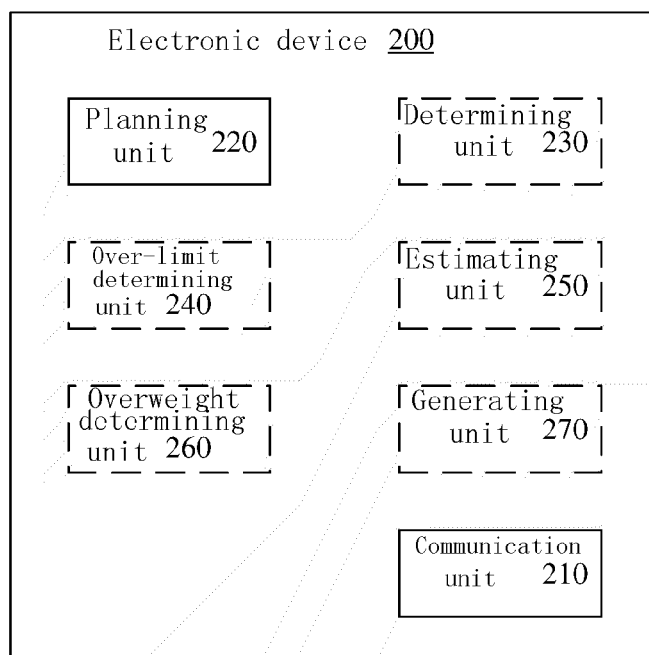 Electronic device 200
Planning
unit 220
Determining
unit 230
Over-limit
determining
unit 240
Estimating
unit 250
Overweight
determining
unit 260
Generating
unit 270
Communication
unit 210